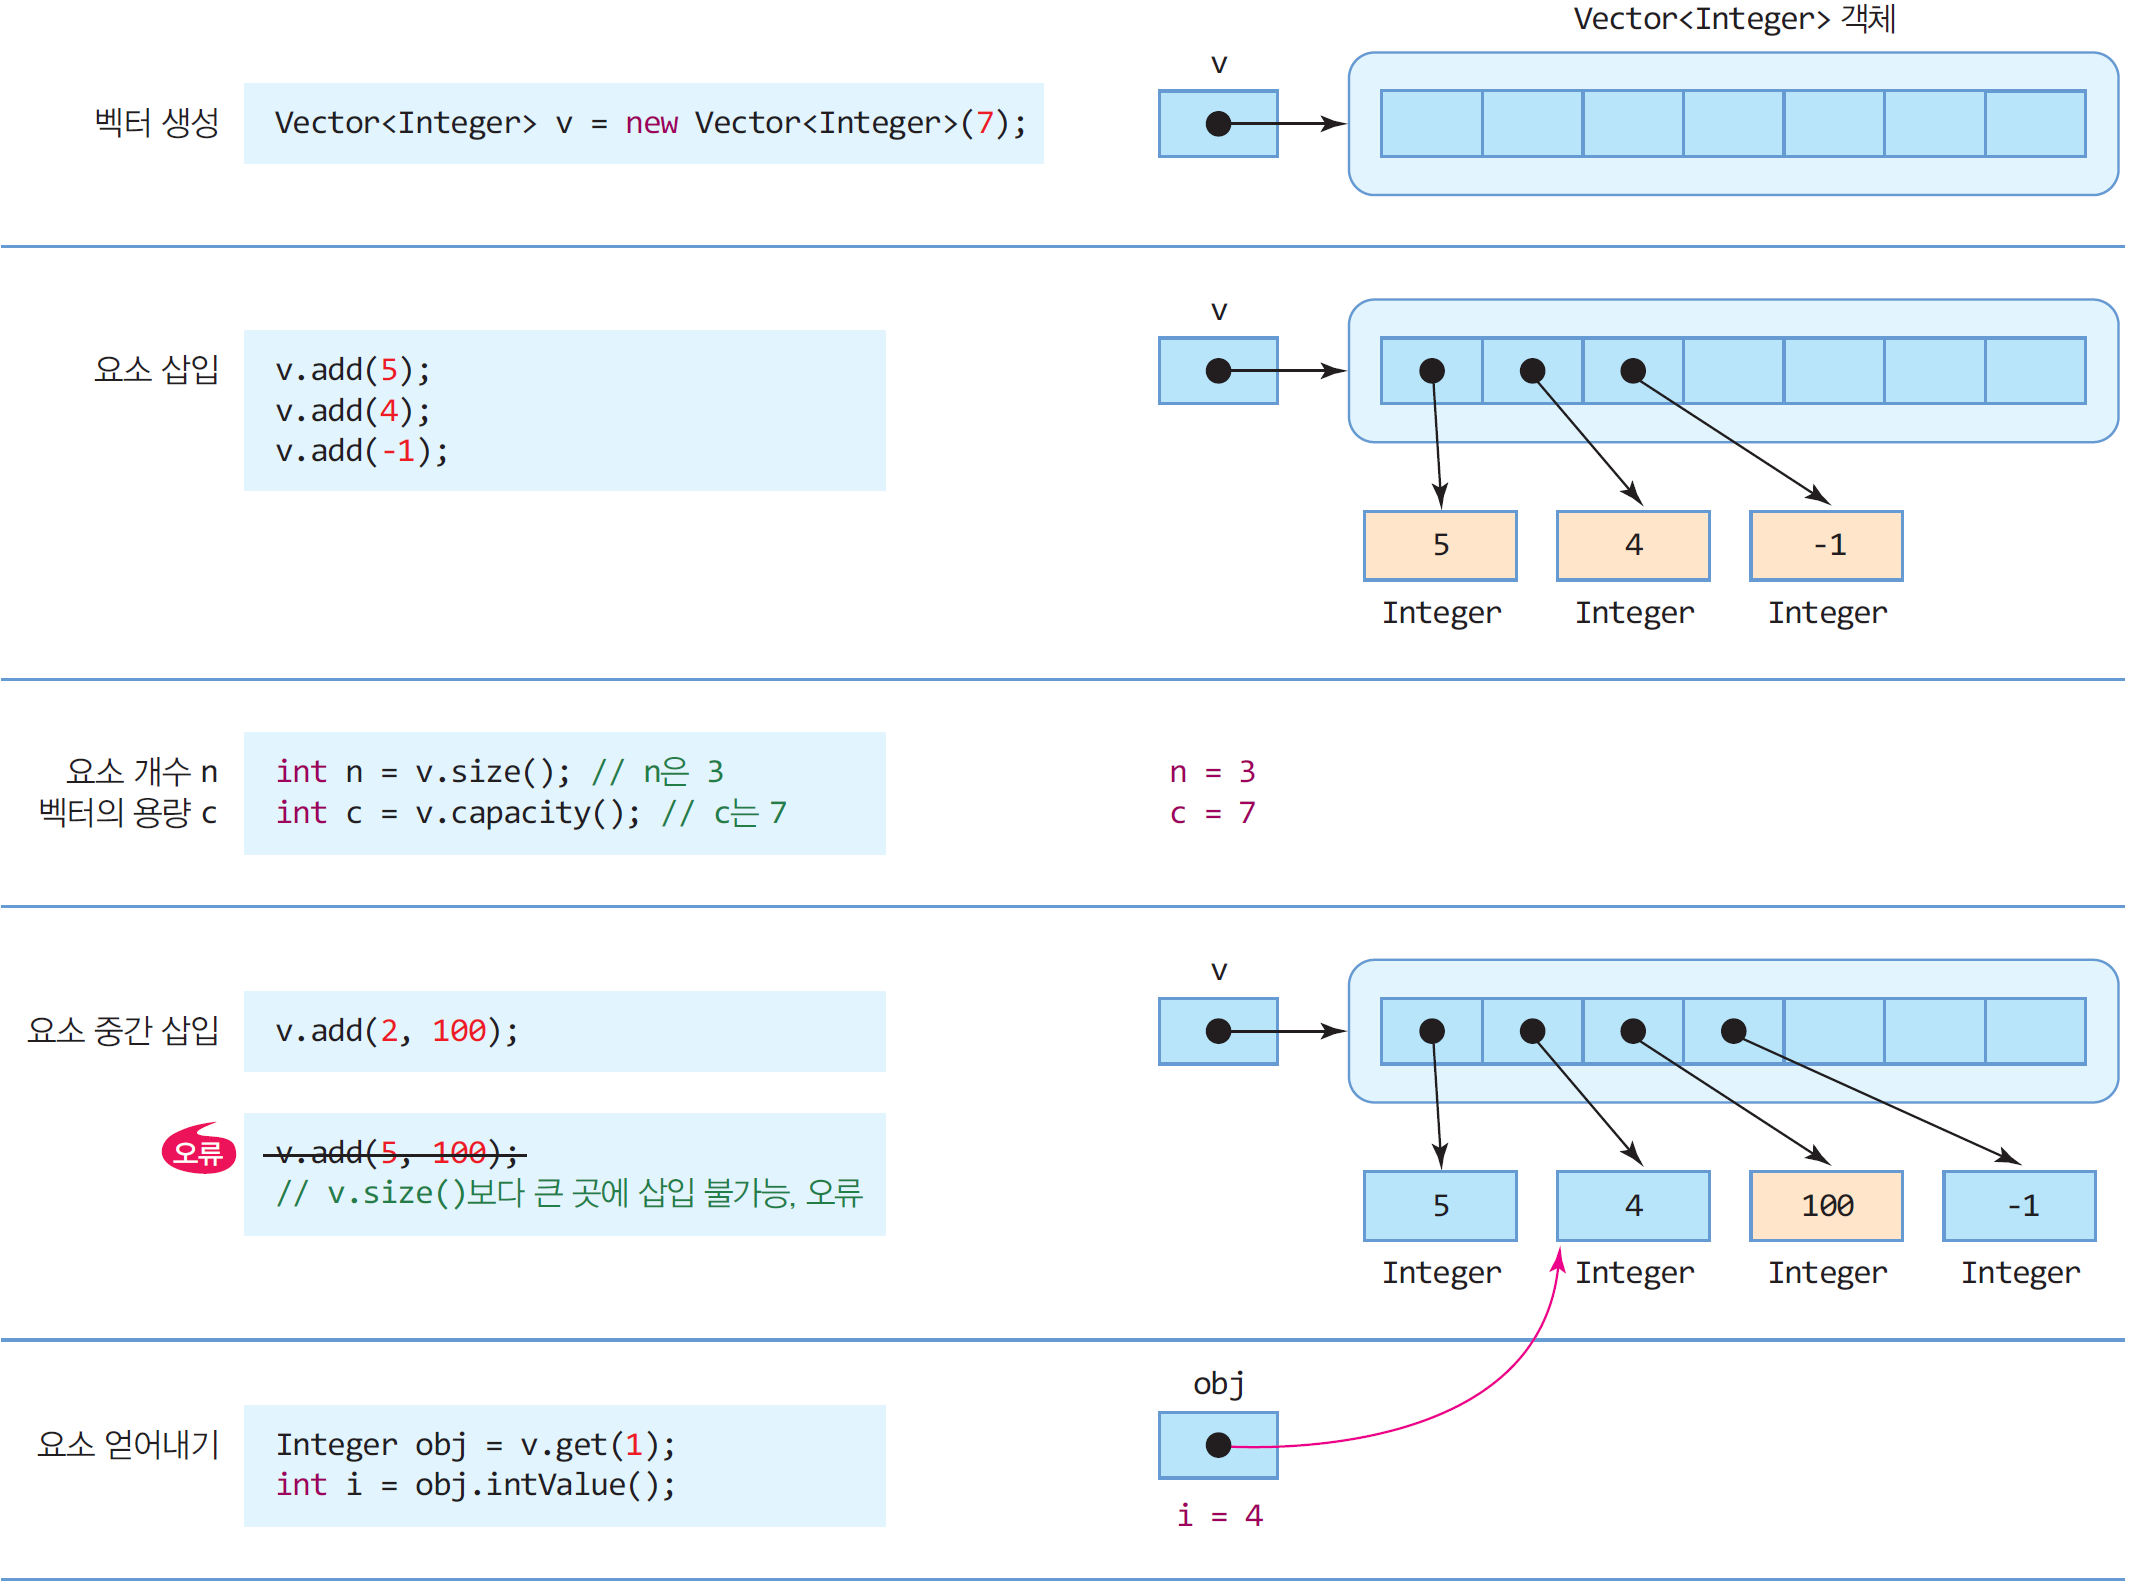 Vector<Integer> 객체
벡터 생성
Vector<Integer> v = new Vector<Integer>(7);
v
요소 삽입
v.add(5);
v.add(4);
v.add(-1);
v
5
4
-1
Integer
Integer
Integer
요소 개수 n
벡터의 용량 c
int n = v.size(); // n은 3
int c = v.capacity(); // c는 7
n = 3
c = 7
요소 중간 삽입
v.add(2, 100);
오류
v.add(5, 100);
// v.size()보다 큰 곳에 삽입 불가능, 오류
v
5
4
100
-1
Integer
Integer
Integer
Integer
요소 얻어내기
Integer obj = v.get(1);
int i = obj.intValue();
obj
i = 4